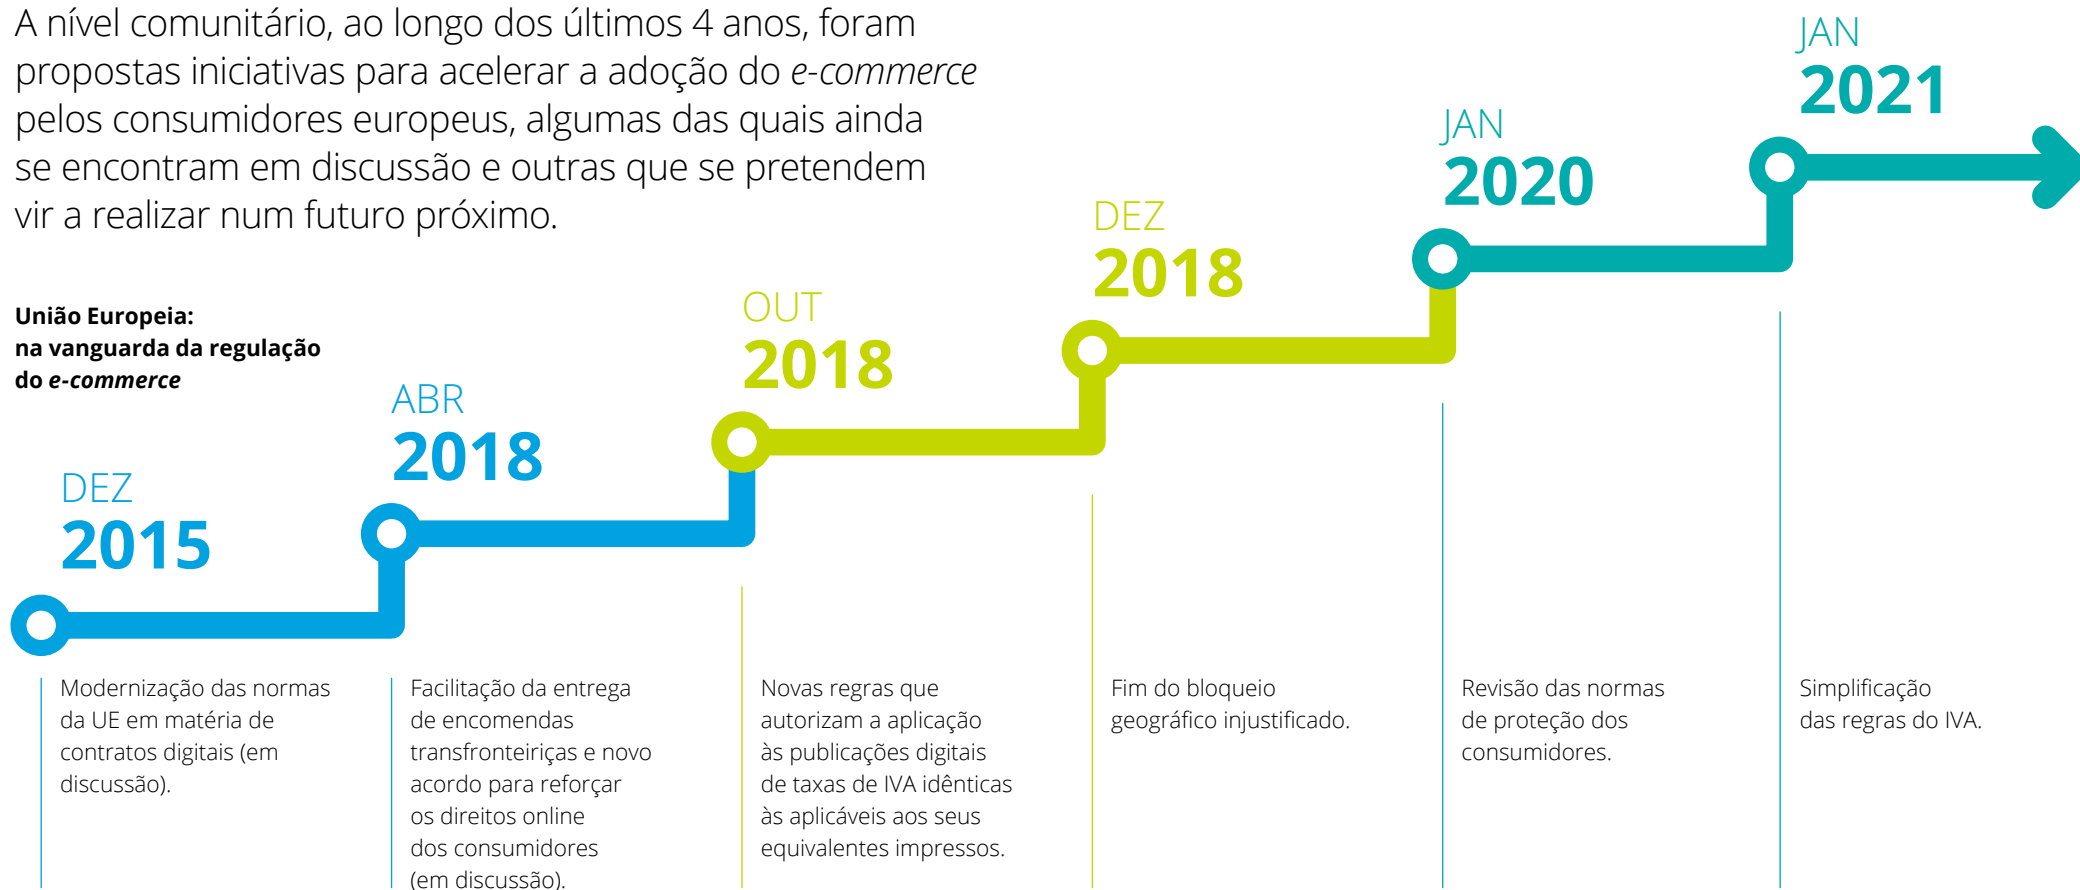 A nível comunitário, ao longo dos últimos 4 anos, foram
propostas iniciativas para acelerar a adoção do e-commerce
pelos consumidores europeus, algumas das quais ainda
se encontram em discussão e outras que se pretendem
vir a realizar num futuro próximo.
União Europeia:
na vanguarda da regulação
do e-commerce
DEZ
2015
Modernização das normas
da UE em matéria de
contratos digitais (em
discussão).
ABR
2018
Facilitação da entrega
de encomendas
transfronteiriças e novo
acordo para reforçar
os direitos online
dos consumidores
(em discussão).
OUT
2018
Novas regras que
autorizam a aplicação
às publicações digitais
de taxas de IVA idênticas
às aplicáveis aos seus
equivalentes impressos.
DEZ
2018
Fim do bloqueio
geográfico injustificado.
JAN
2020
Revisão das normas
de proteção dos
consumidores.
JAN
2021
Simplificação
das regras do IVA.